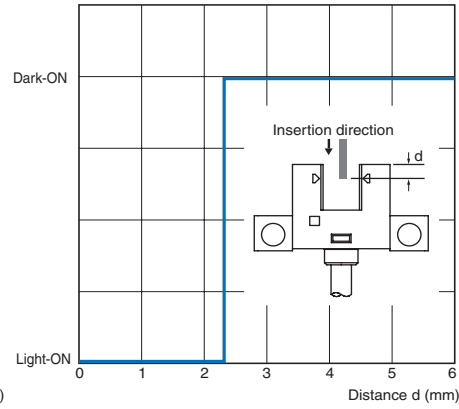 Dark-ON
Insertion direction
d
Light-ON
0 1 2 3 4 5 6
) Distance d (mm)